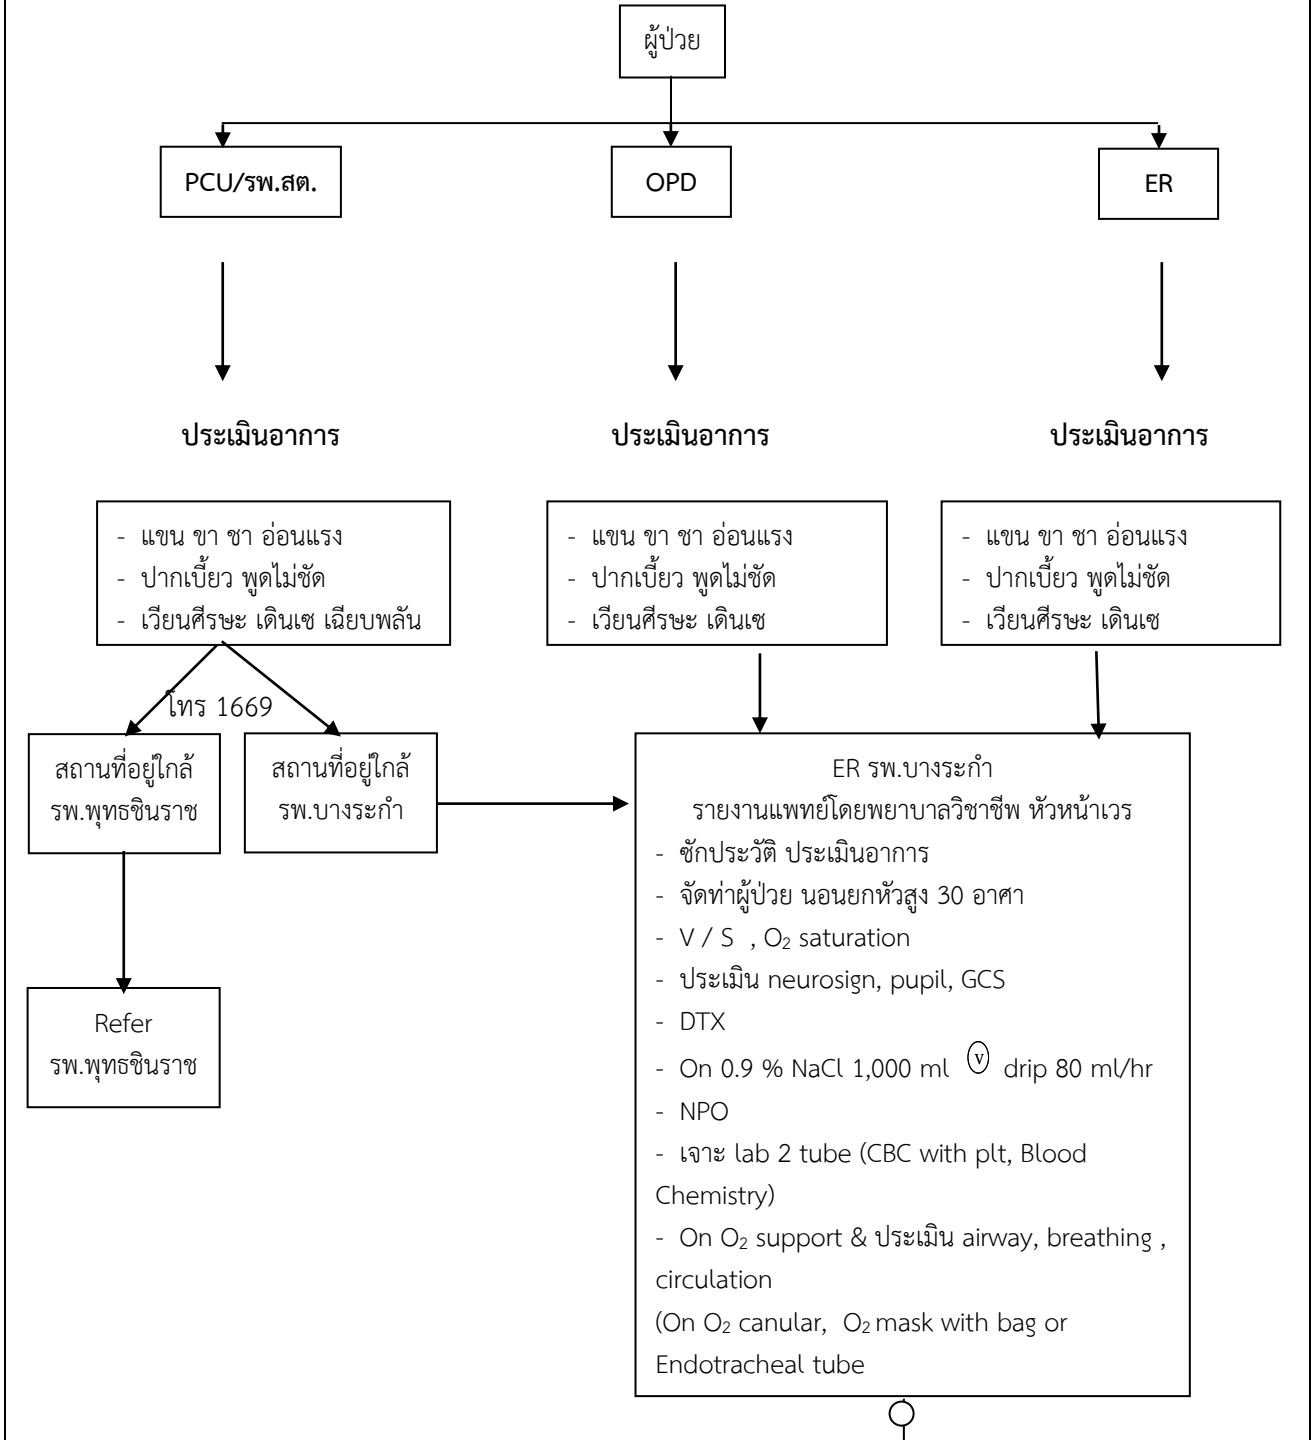 ผู้ป่วย
PCU/รพ.สต.
OPD
ER
ประเมินอาการ
ประเมินอาการ
ประเมินอาการ
- แขน ขา ชา อ่อนแรง
- ปากเบี้ยว พูดไม่ชัด
- เวียนศีรษะ เดินเซ เฉียบพลัน
- แขน ขา ชา อ่อนแรง
- ปากเบี้ยว พูดไม่ชัด
- เวียนศีรษะ เดินเซ
- แขน ขา ชา อ่อนแรง
- ปากเบี้ยว พูดไม่ชัด
- เวียนศีรษะ เดินเซ
โทร 1669
สถานที่อยู่ใกล้
รพ.พุทธชินราช
สถานที่อยู่ใกล้
รพ.บางระกำ
Refer
รพ.พุทธชินราช
ER รพ.บางระกำ
รายงานแพทย์โดยพยาบาลวิชาชีพ หัวหน้าเวร
- ซักประวัติ ประเมินอาการ
- จัดท่าผู้ป่วย นอนยกหัวสูง 30 อาศา
- V / S , O₂ saturation
- ประเมิน neurosign, pupil, GCS
- DTX
- On 0.9 % NaCl 1,000 ml ⓥ drip 80 ml/hr
- NPO
- เจาะ lab 2 tube (CBC with plt, Blood
Chemistry)
- On O₂ support & ประเมิน airway, breathing ,
circulation
(On O₂ canular, O₂ mask with bag or
Endotracheal tube